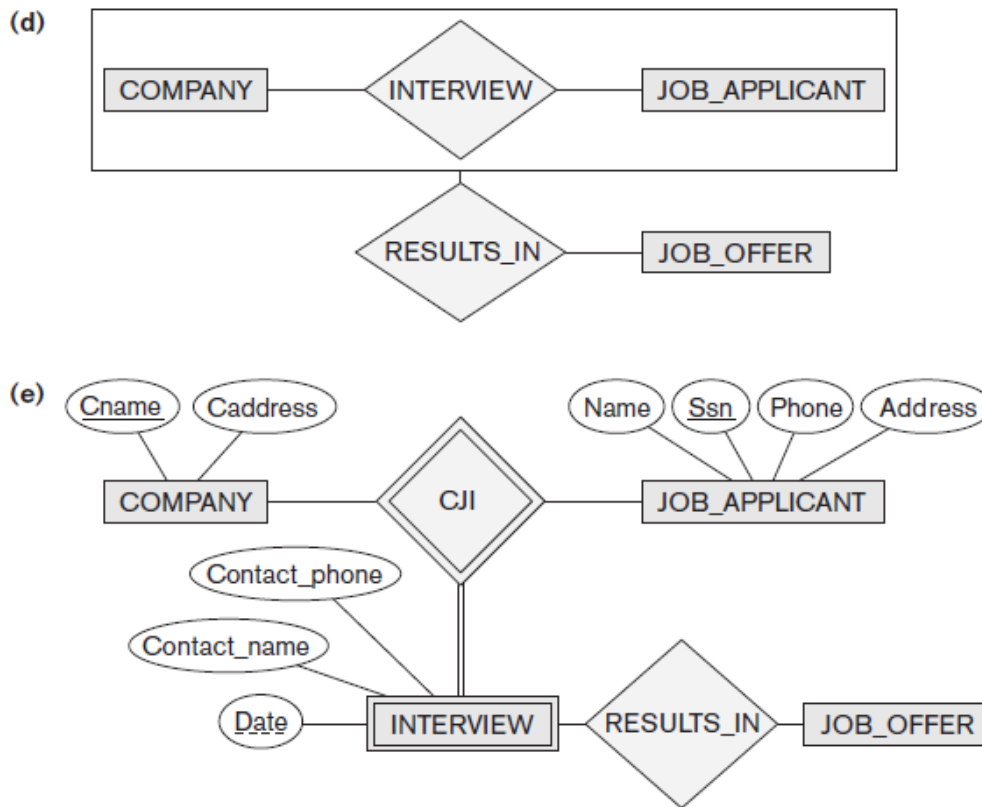 (d)
COMPANY INTERVIEW JOB_APPLICANT
RESULTS_IN JOB_OFFER
(e)
Cname Caddress Name Ssn Phone Address
COMPANY CJI JOB_APPLICANT
Contact_phone
Contact_name
Date INTERVIEW RESULTS_IN JOB_OFFER